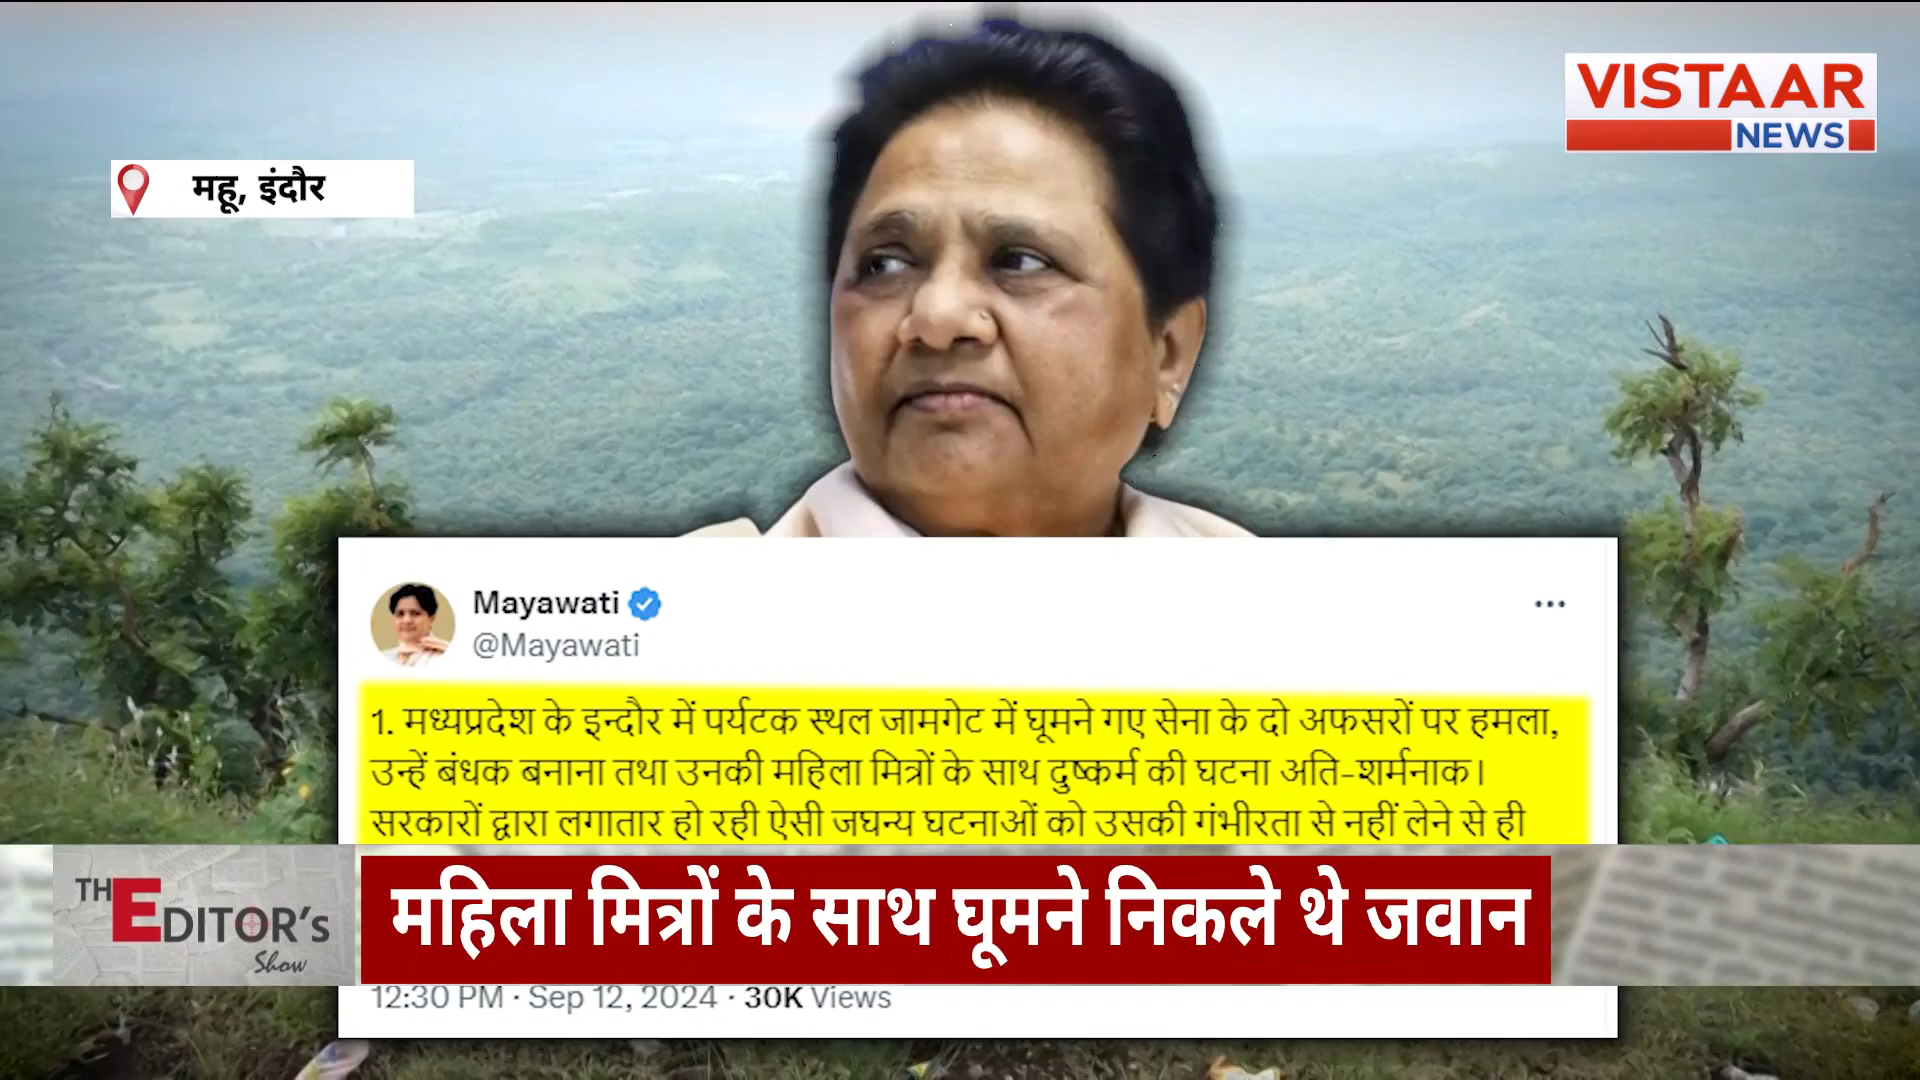 VISTAAR
NEWS
महू, इंदौर
Mayawati
@Mayawati
1. मध्यप्रदेश के इन्दौर में पर्यटक स्थल जामगेट में घूमने गए सेना के दो अफसरों पर हमला,
उन्हें बंधक बनाना तथा उनकी महिला मित्रों के साथ दुष्कर्म की घटना अति-शर्मनाक।
सरकारों द्वारा लगातार हो रही ऐसी जघन्य घटनाओं को उसकी गंभीरता से नहीं लेने से ही
THE EDITOR's
Show
महिला मित्रों के साथ घूमने निकले थे जवान
12:30 PM · Sep 12, 2024 · 30K Views